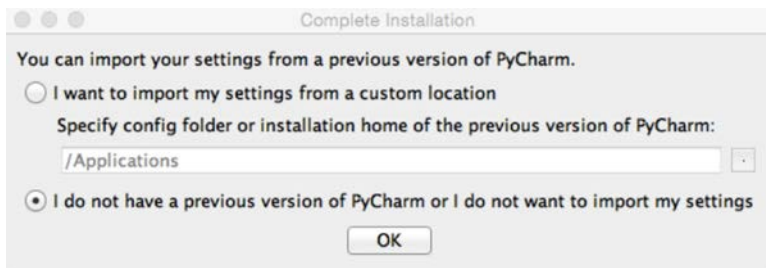 Complete Installation
You can import your settings from a previous version of PyCharm.
I want to import my settings from a custom location
Specify config folder or installation home of the previous version of PyCharm:
/Applications
I do not have a previous version of PyCharm or I do not want to import my settings
OK